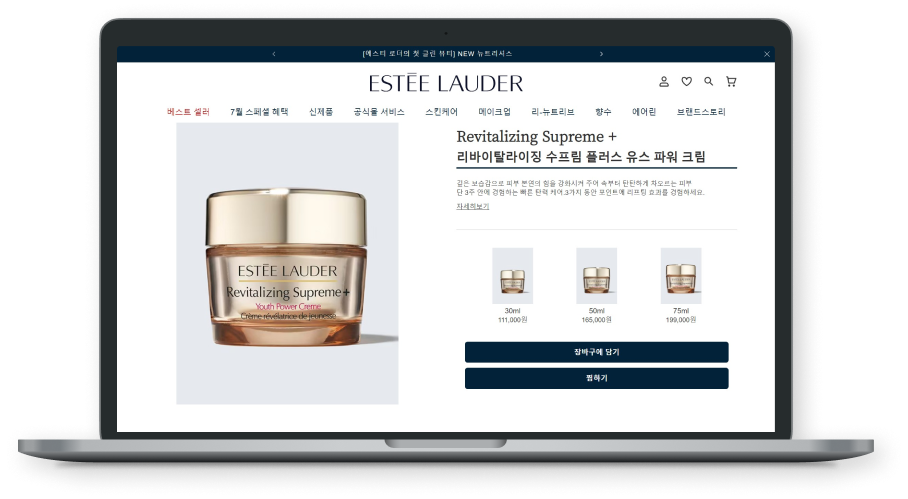 [에스티 로더의 첫 클린 뷰티] NEW 뉴트리셔스
ESTĒE LAUDER
베스트 셀러 7월 스페셜 혜택 신제품 공식몰 서비스 스킨케어 메이크업 리-뉴트리브 향수 에어린 브랜드스토리
Revitalizing Supreme +
리바이탈라이징 수프림 플러스 유스 파워 크림
깊은 보습감으로 피부 본연의 힘을 강화시켜 주어 속부터 탄탄하게 차오르는 피부
단 3주 안에 경험하는 빠른 탄력 케어.3가지 동안 포인트에 리프팅 효과를 경험하세요.
자세히보기
ESTĒE LAUDER
Revitalizing Supreme+
Youth Power Creme
Crème révélatrice de jeunesse
30ml 50ml 75ml
111,000원 165,000원 199,000원
장바구에 담기
찜하기